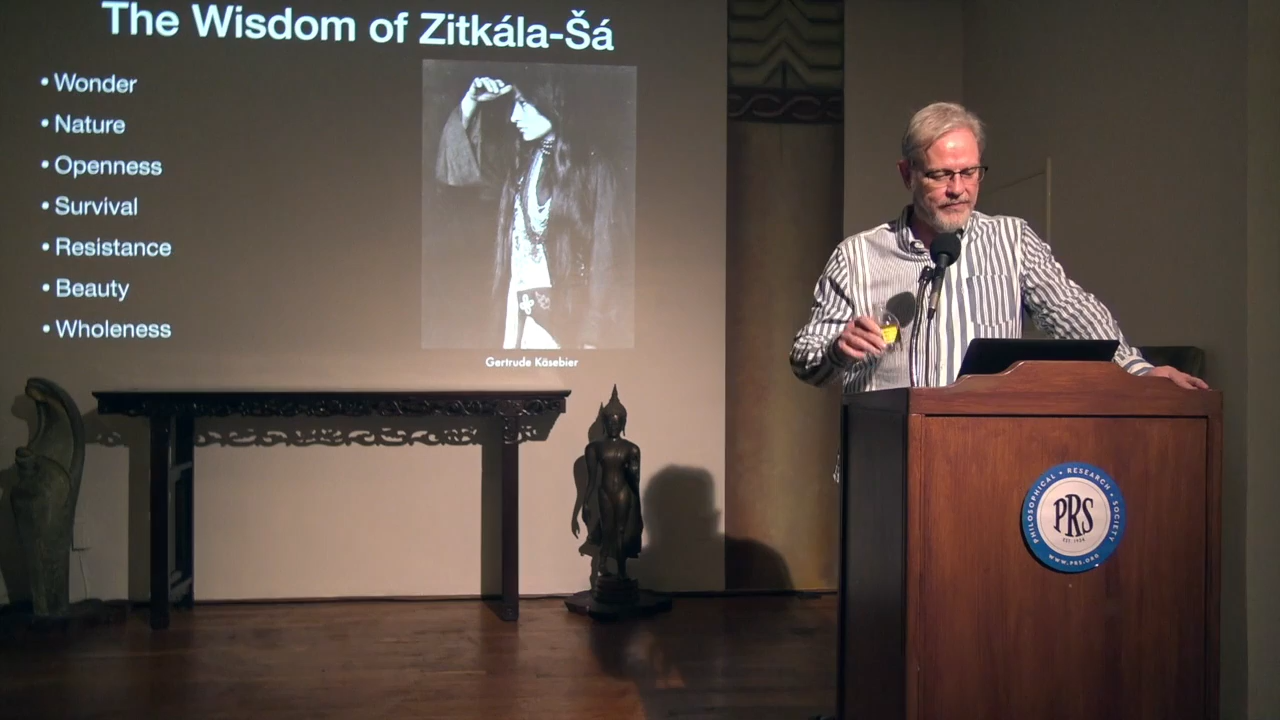 The Wisdom of Zitkála-Šá
• Wonder
• Nature
• Openness
• Survival
• Resistance
• Beauty
• Wholeness
Gertrude Käsebier
PHILOSOPHICAL • RESEARCH • SOCIETY
PRS
EST. 1934
WWW.PRS.ORG